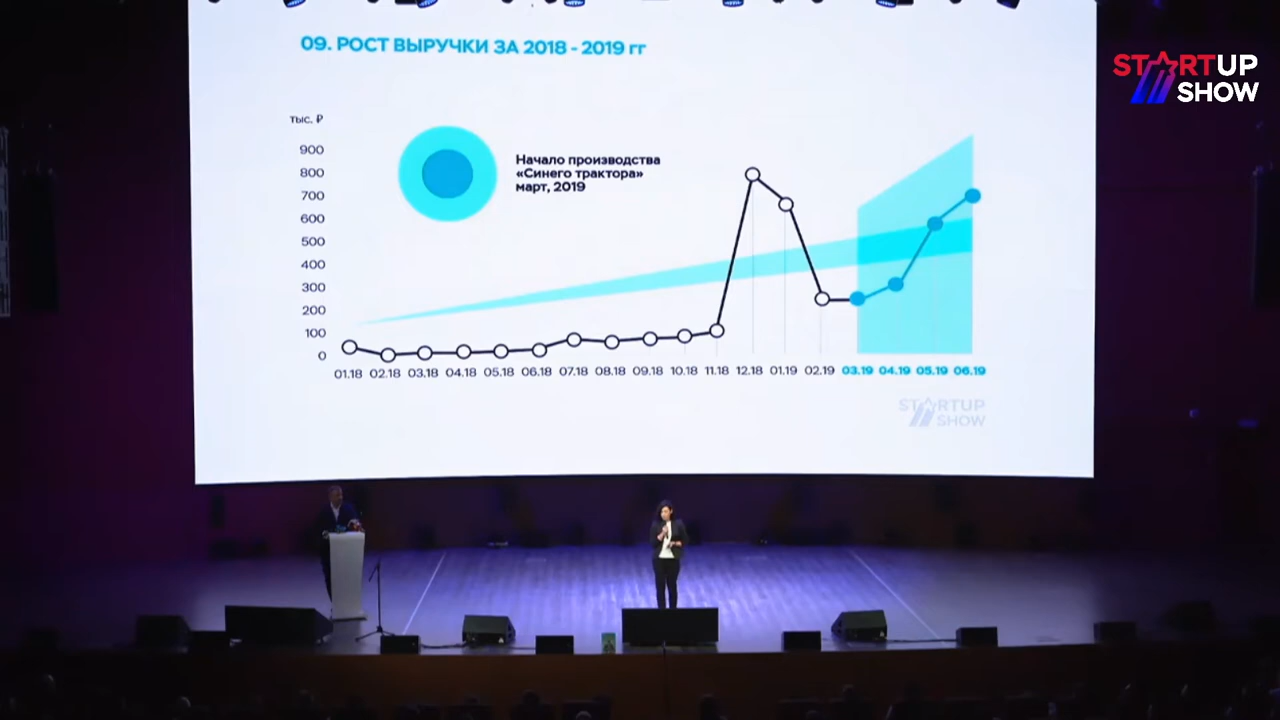 09. РОСТ ВЫРУЧКИ ЗА 2018 - 2019 гг
STARTUP
SHOW
тыс. ₽
900
800
700
600
500
400
300
200
100
0
Начало производства
«Синего трактора»
март, 2019
01.18 02.18 03.18 04.18 05.18 06.18 07.18 08.18 09.18 10.18 11.18 12.18 01.19 02.19 03.19 04.19 05.19 06.19
STARTUP
SHOW